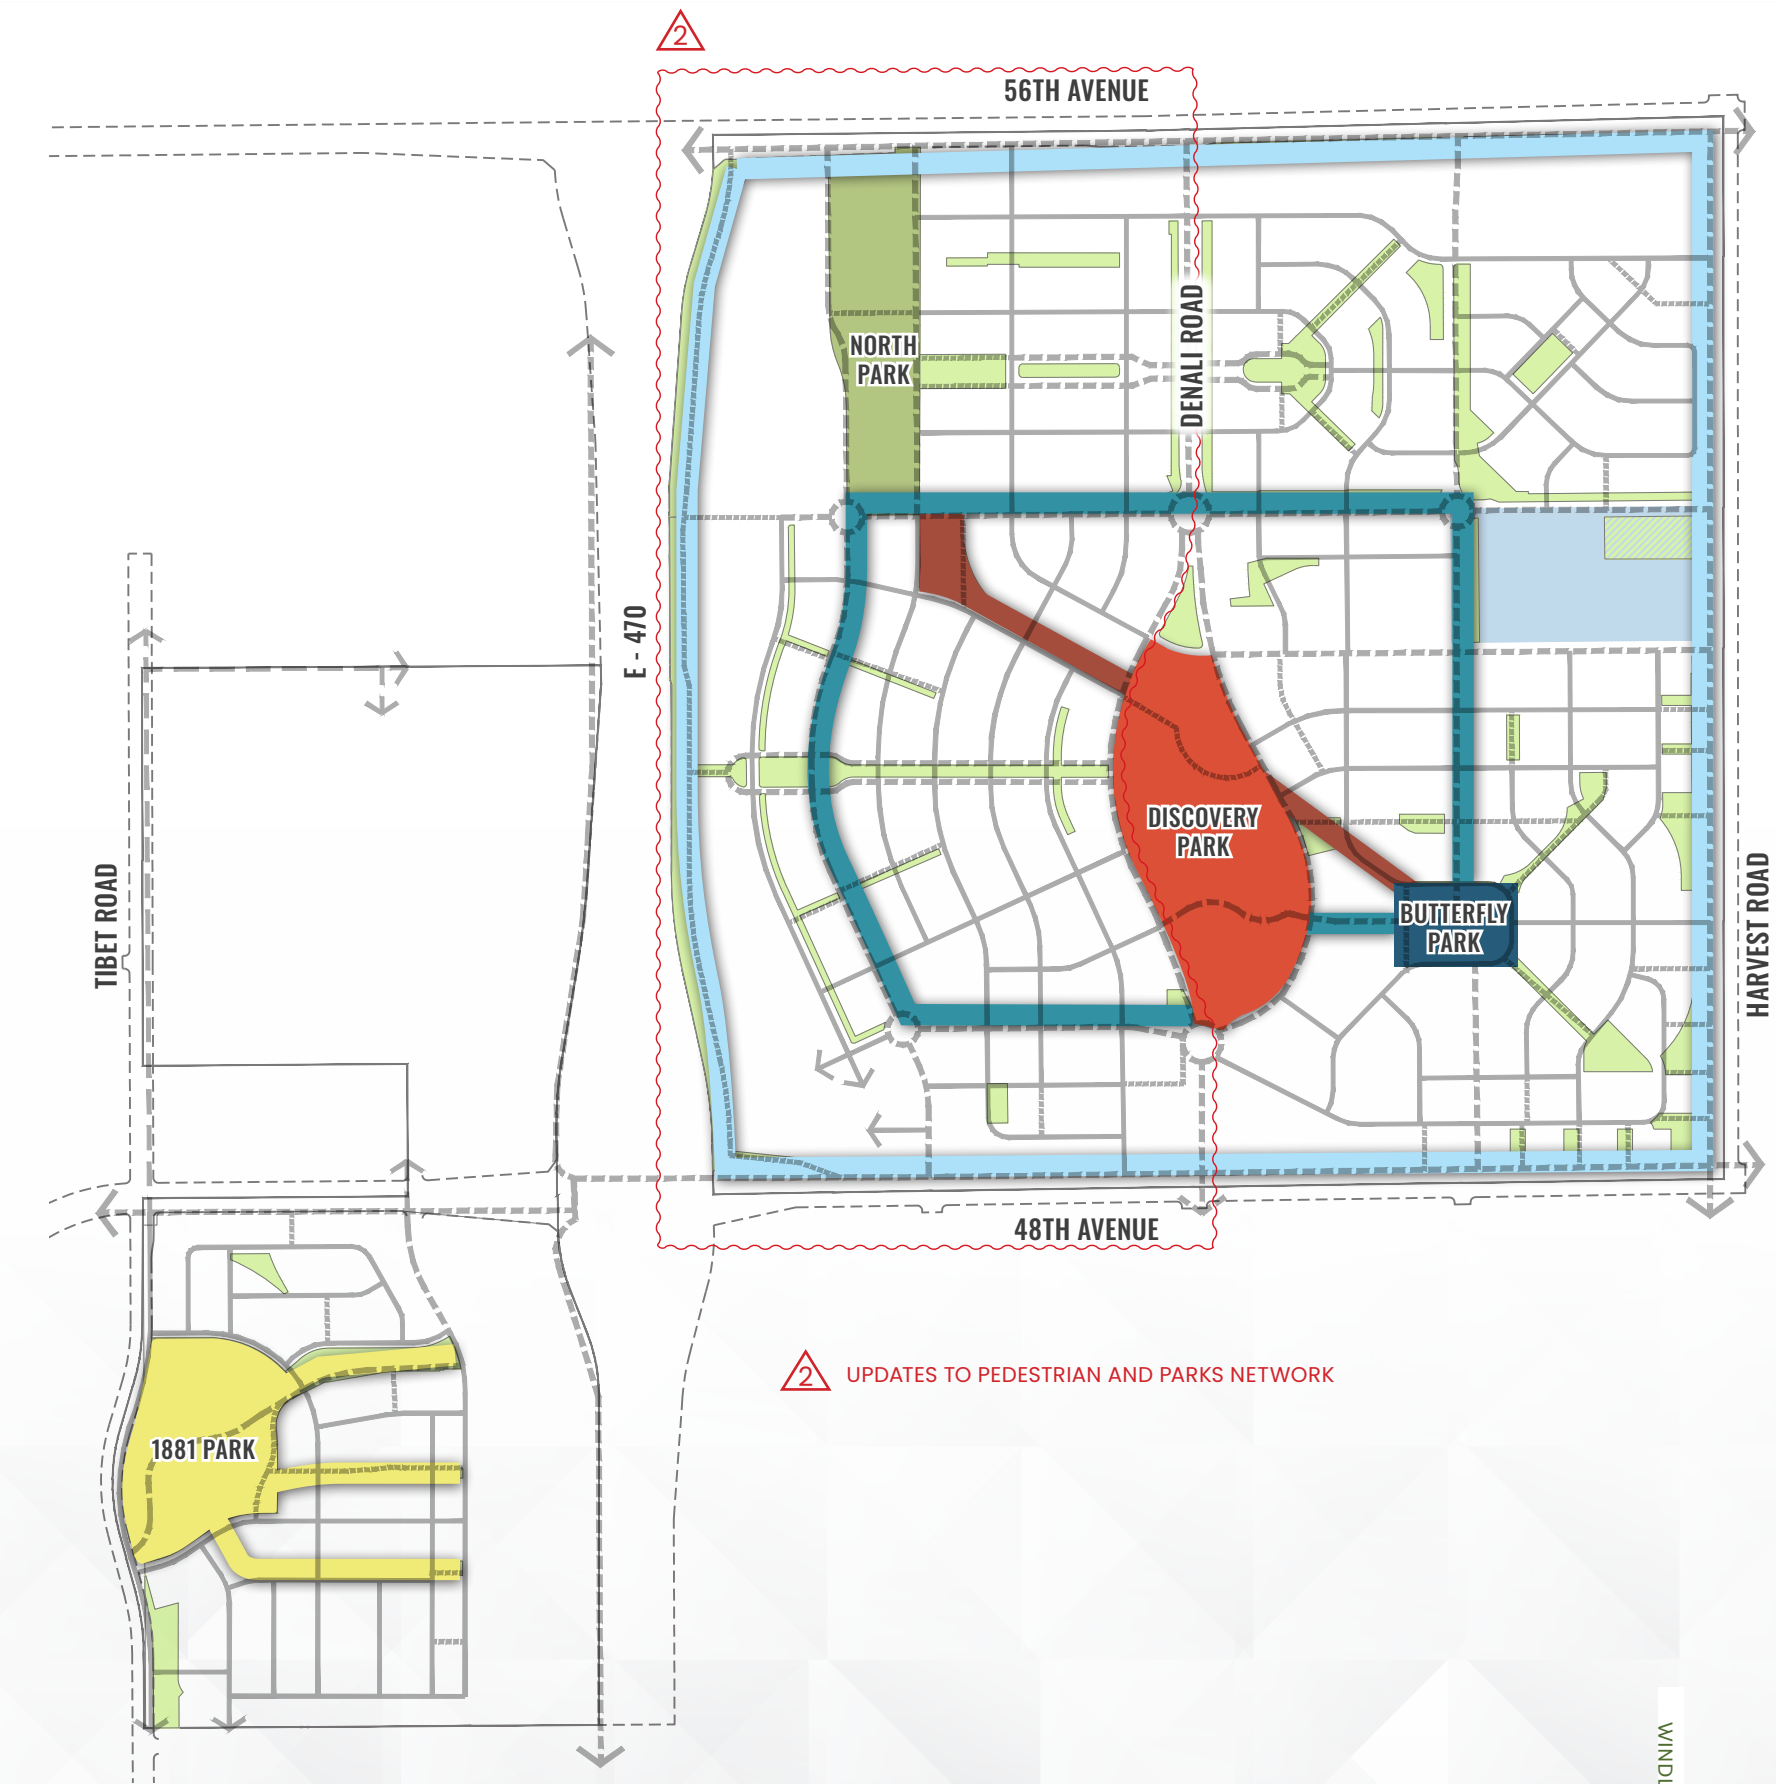 2
56TH AVENUE
NORTH
PARK
DENALI ROAD
E - 470
DISCOVERY
PARK
BUTTERFLY
PARK
TIBET ROAD
HARVEST ROAD
48TH AVENUE
2 UPDATES TO PEDESTRIAN AND PARKS NETWORK
1881 PARK